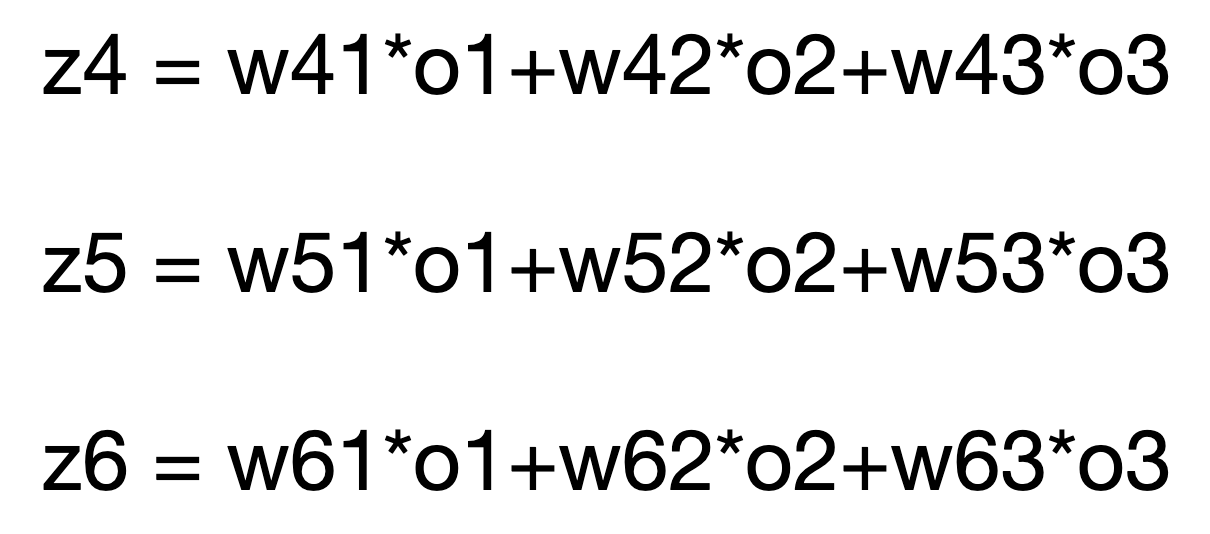 z4 = w41*o1+w42*o2+w43*o3
z5 = w51*o1+w52*o2+w53*o3
z6 = w61*o1+w62*o2+w63*o3